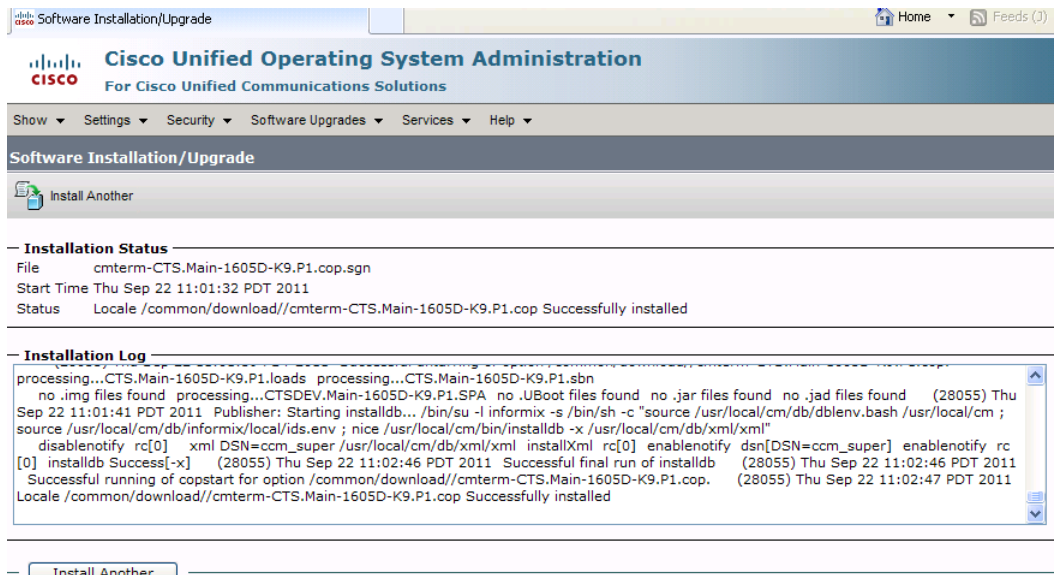 Software Installation/Upgrade
Home
Feeds (J)
CISCO
Cisco Unified Operating System Administration
For Cisco Unified Communications Solutions
Show Settings Security Software Upgrades Services Help
Software Installation/Upgrade
Install Another
Installation Status
File cmterm-CTS.Main-1605D-K9.P1.cop.sgn
Start Time Thu Sep 22 11:01:32 PDT 2011
Status Locale /common/download//cmterm-CTS.Main-1605D-K9.P1.cop Successfully installed
Installation Log
processing...CTS.Main-1605D-K9.P1.loads processing...CTS.Main-1605D-K9.P1.sbn
no .img files found processing...CTSDEV.Main-1605D-K9.P1.SPA no .UBoot files found no .jar files found no .jad files found (28055) Thu
Sep 22 11:01:41 PDT 2011 Publisher: Starting installdb... /bin/su -l informix -s /bin/sh -c "source /usr/local/cm/db/dblenv.bash /usr/local/cm ;
source /usr/local/cm/db/informix/local/ids.env ; nice /usr/local/cm/bin/installdb -x /usr/local/cm/db/xml/xml"
disablenotify rc[0] xml DSN=ccm_super /usr/local/cm/db/xml/xml installXml rc[0] enablenotify dsn[DSN=ccm_super] enablenotify rc
[0] installdb Success[-x] (28055) Thu Sep 22 11:02:46 PDT 2011 Successful final run of installdb (28055) Thu Sep 22 11:02:46 PDT 2011
Successful running of copstart for option /common/download//cmterm-CTS.Main-1605D-K9.P1.cop. (28055) Thu Sep 22 11:02:47 PDT 2011
Locale /common/download//cmterm-CTS.Main-1605D-K9.P1.cop Successfully installed
Install Another